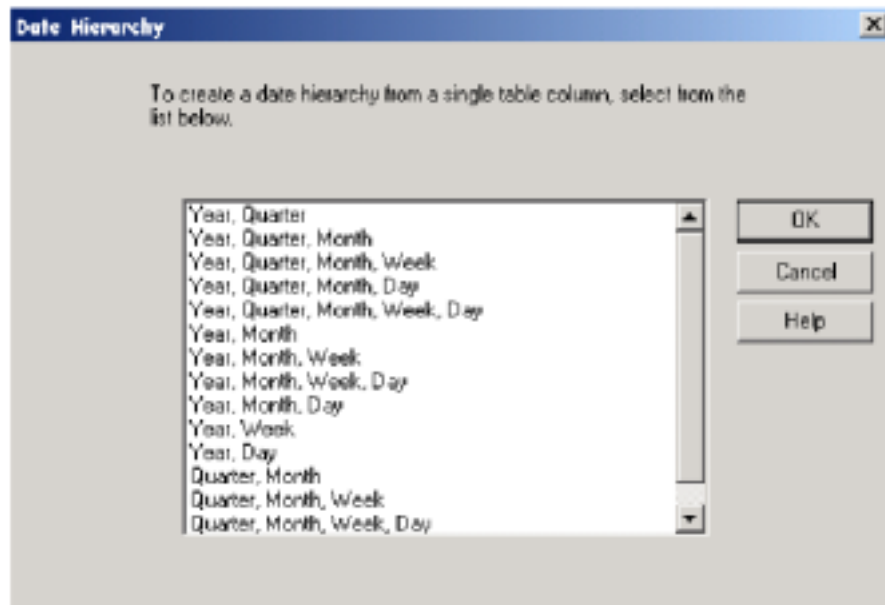 Date Hierarchy
To create a date hierarchy from a single table column, select from the
list below.
Year, Quarter
Year, Quarter, Month
Year, Quarter, Month, Week
Year, Quarter, Month, Day
Year, Quarter, Month, Week, Day
Year, Month
Year, Month, Week
Year, Month, Week, Day
Year, Month, Day
Year, Week
Year, Day
Quarter, Month
Quarter, Month, Week
Quarter, Month, Week, Day
OK
Cancel
Help